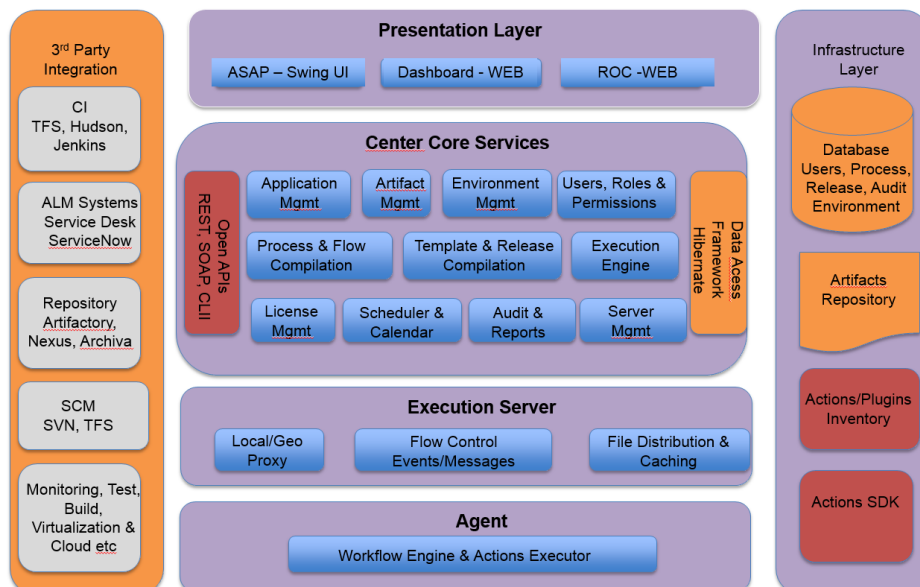 3rd Party
Integration
CI
TFS, Hudson,
Jenkins
ALM Systems
Service Desk
ServiceNow
Repository
Artifactory,
Nexus, Archiva
SCM
SVN, TFS
Monitoring, Test,
Build,
Virtualization &
Cloud etc
Presentation Layer
ASAP – Swing UI
Dashboard - WEB
ROC -WEB
Center Core Services
Open APIs
REST, SOAP, CLII
Application
Mgmt
Artifact
Mgmt
Environment
Mgmt
Users, Roles &
Permissions
Process & Flow
Compilation
Template & Release
Compilation
Execution
Engine
License
Mgmt
Scheduler &
Calendar
Audit &
Reports
Server
Mgmt
Data Acess
Framework
Hibernate
Execution Server
Local/Geo
Proxy
Flow Control
Events/Messages
File Distribution &
Caching
Agent
Workflow Engine & Actions Executor
Infrastructure
Layer
Database
Users, Process,
Release, Audit
Environment
Artifacts
Repository
Actions/Plugins
Inventory
Actions SDK